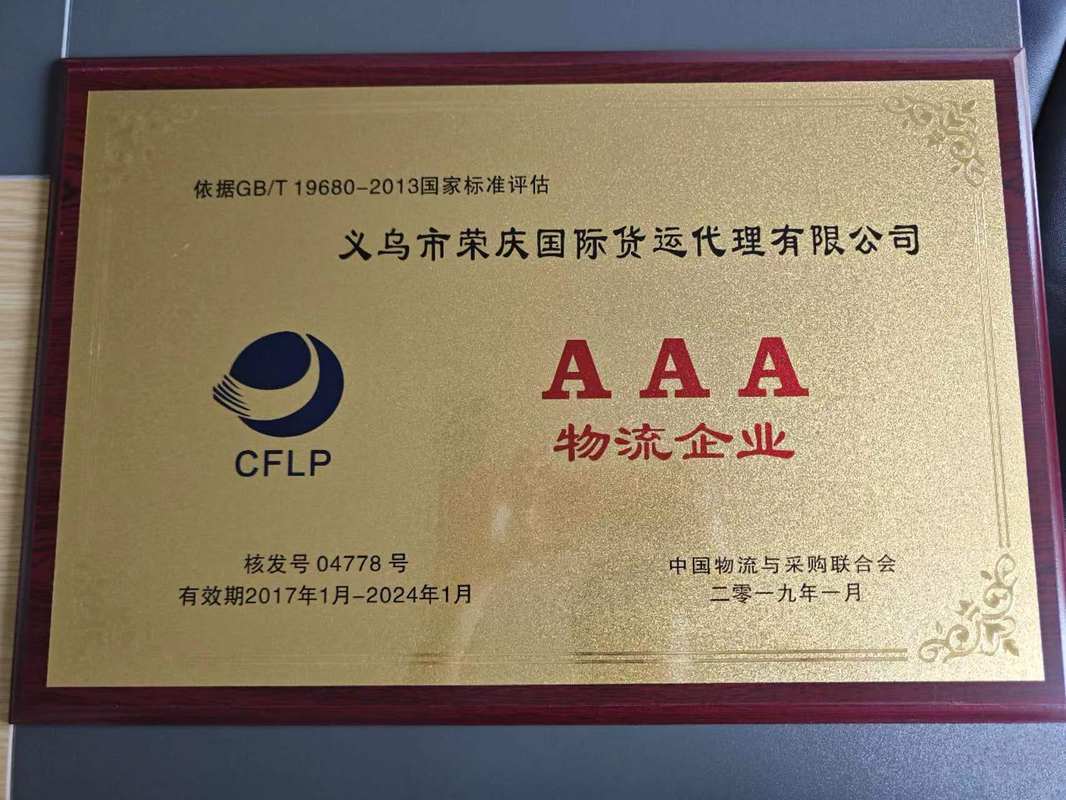 依据GB/T 19680-2013国家标准评估
义乌市荣庆国际货运代理有限公司
AAA
物流企业
CFLP
核发号 04778 号
有效期2017年1月-2024年1月
中国物流与采购联合会
二零一九年一月